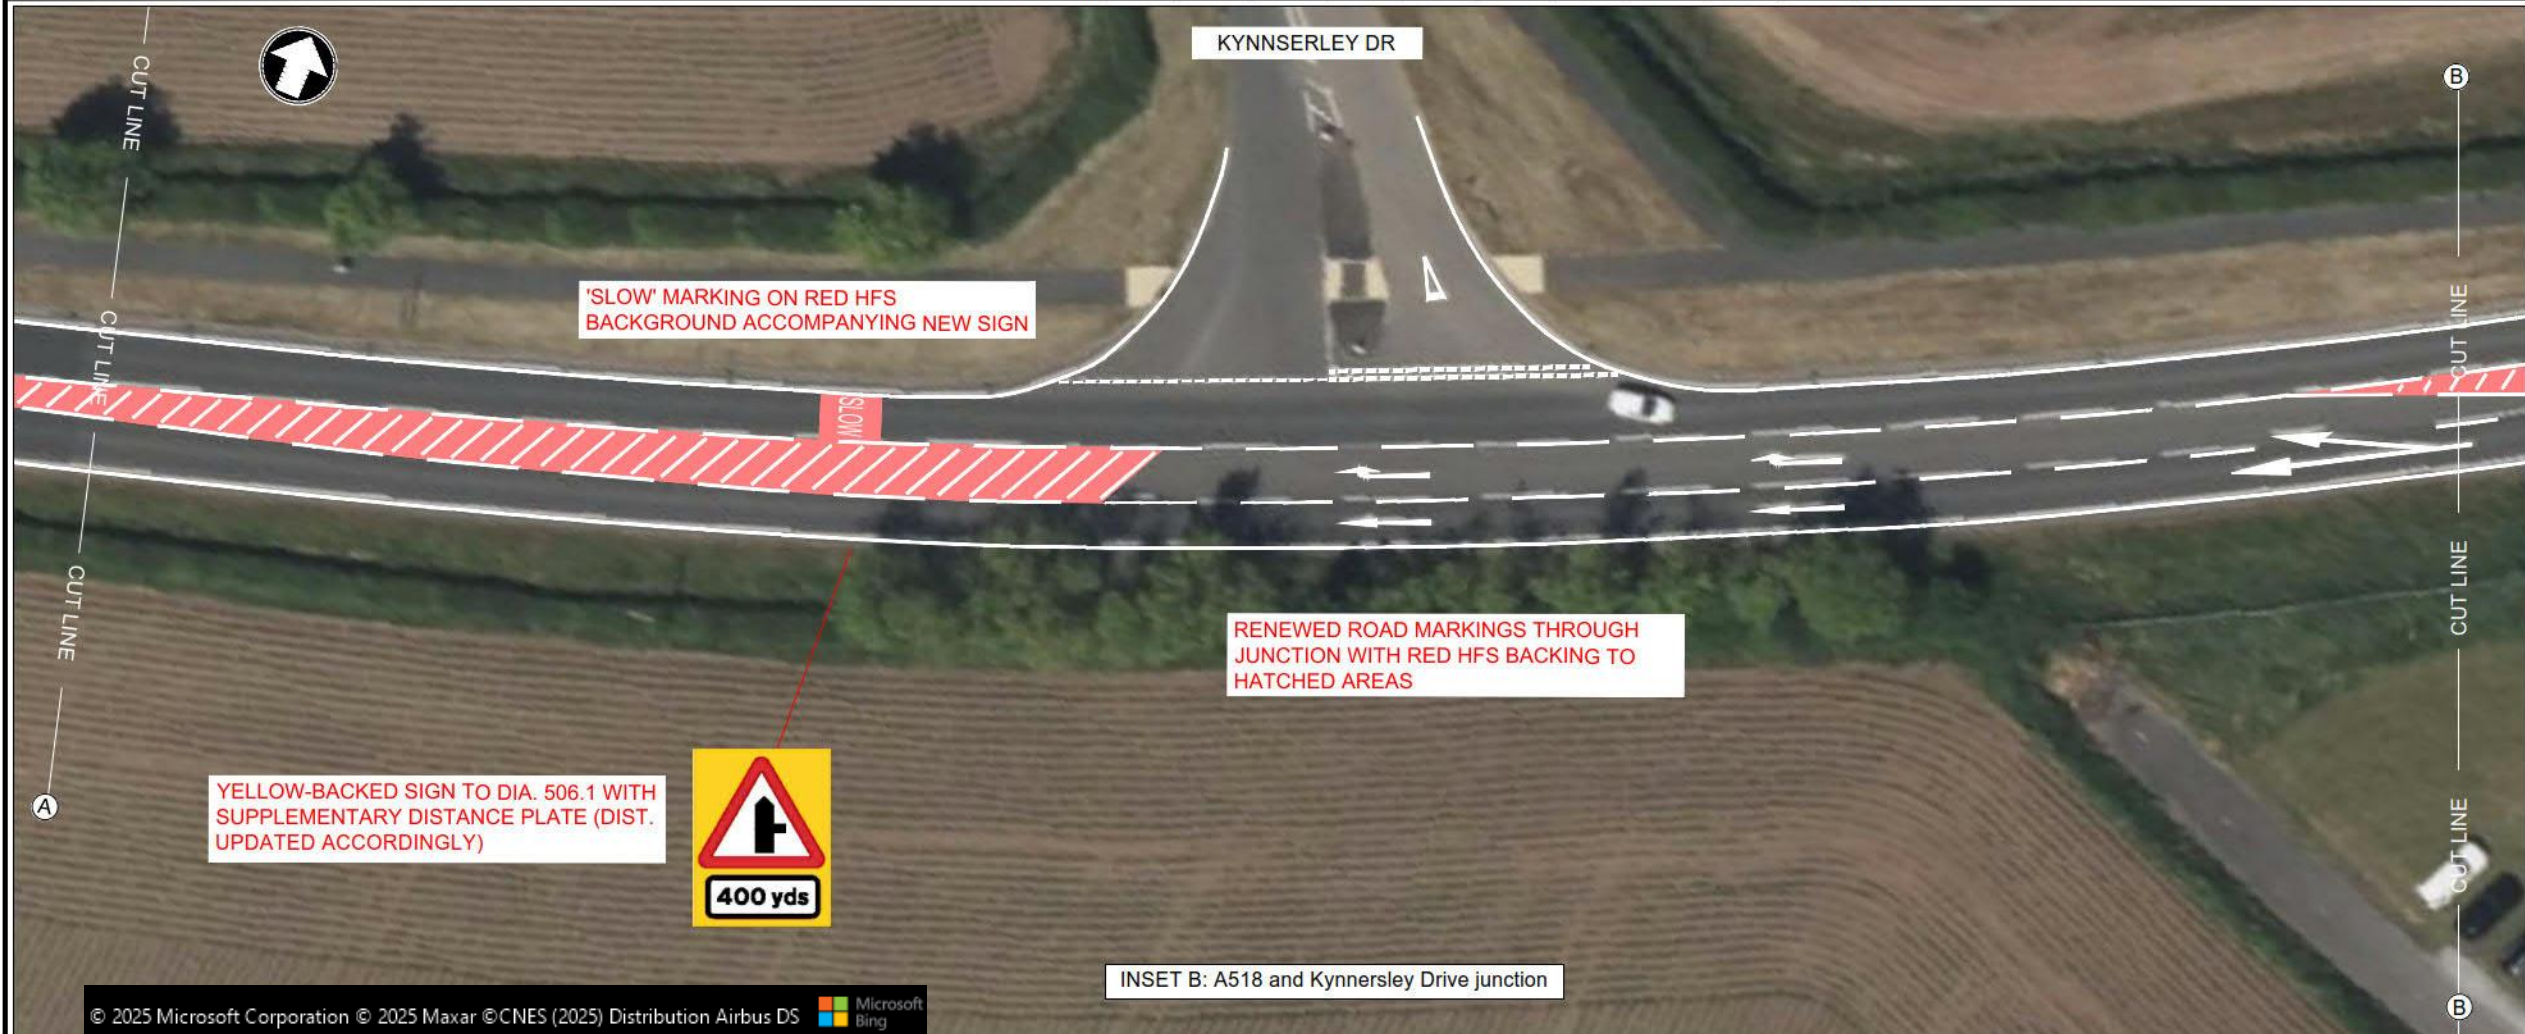 KYNNSERLEY DR
B
CUT LINE
'SLOW' MARKING ON RED HFS
BACKGROUND ACCOMPANYING NEW SIGN
CUT LINE
CUT LINE
SLOW
CUT LINE
CUT LINE
RENEWED ROAD MARKINGS THROUGH
JUNCTION WITH RED HFS BACKING TO
HATCHED AREAS
A
YELLOW-BACKED SIGN TO DIA. 506.1 WITH
SUPPLEMENTARY DISTANCE PLATE (DIST.
UPDATED ACCORDINGLY)
400 yds
CUT LINE
INSET B: A518 and Kynnersley Drive junction
© 2025 Microsoft Corporation © 2025 Maxar ©CNES (2025) Distribution Airbus DS
Microsoft
Bing
B